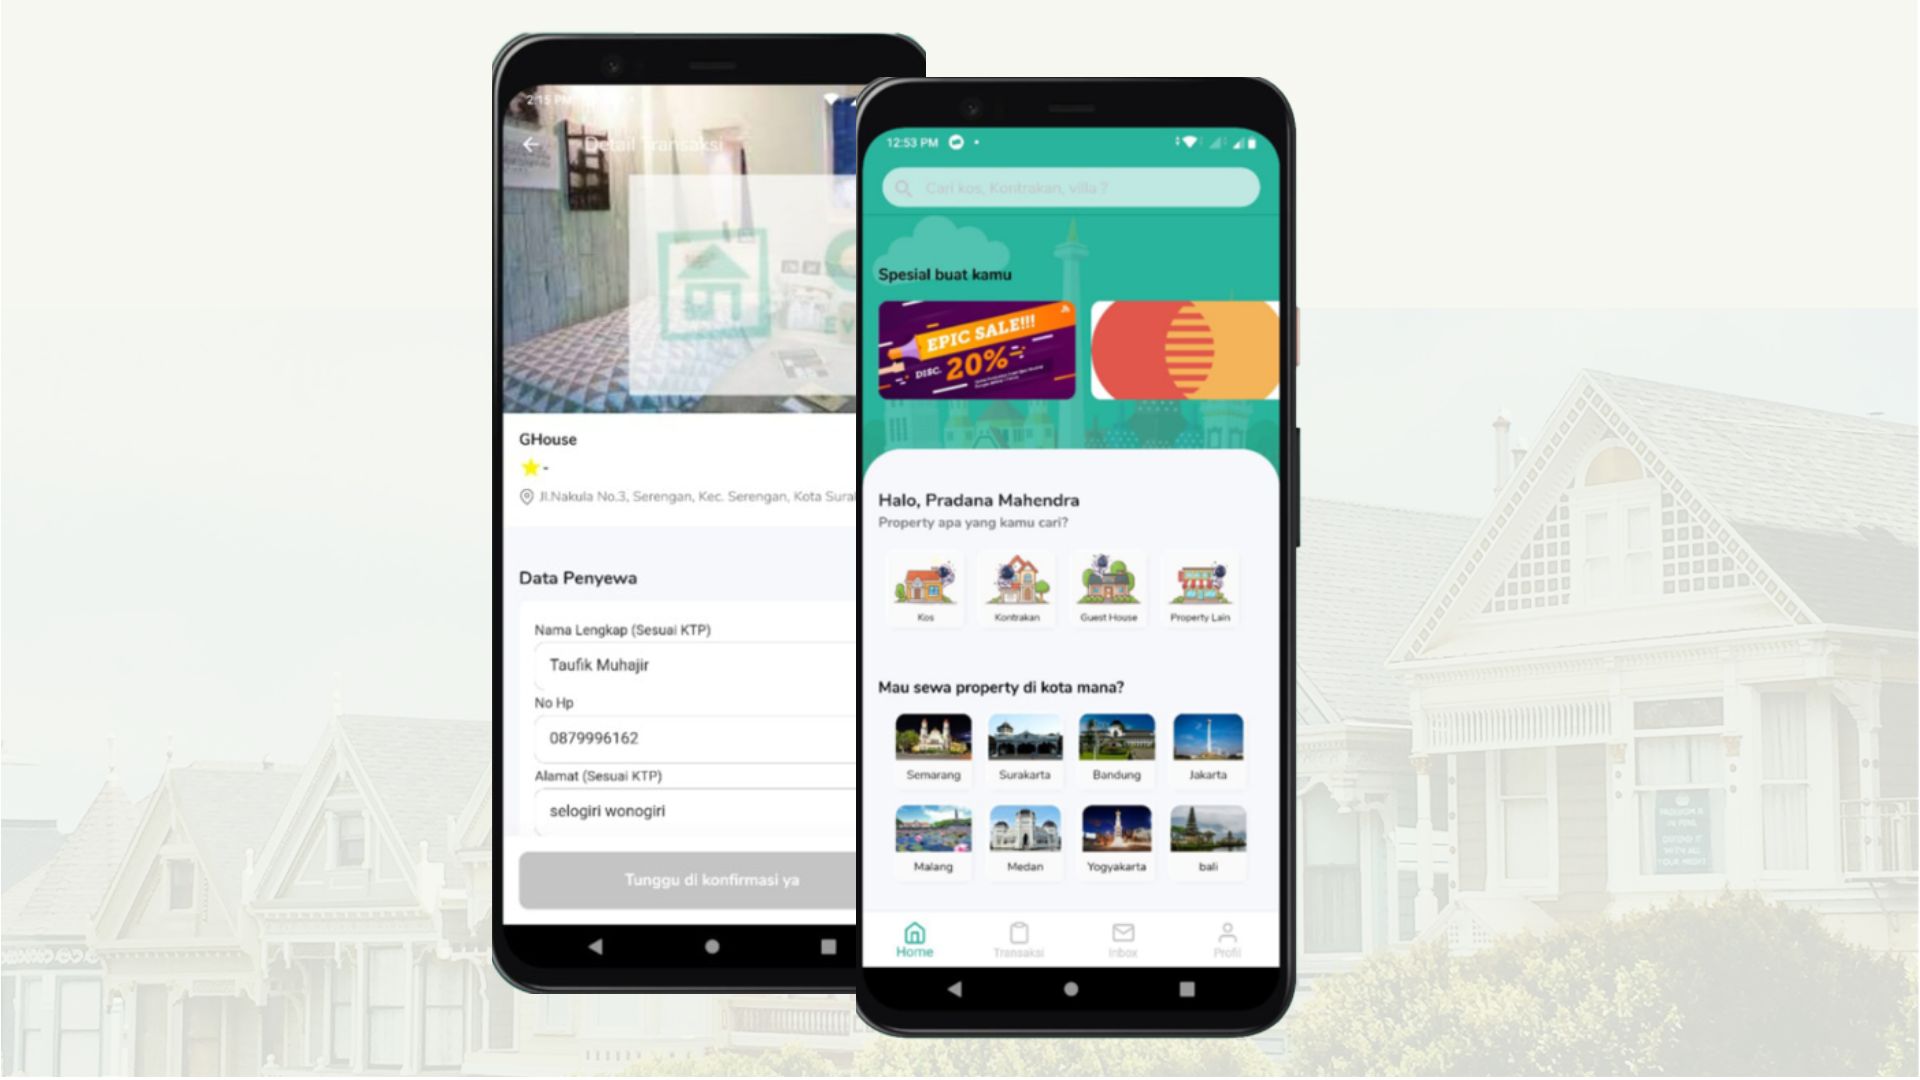 2:15 PM
Detail Transaksi
GHouse
-
Jl.Nakula No.3, Serengan, Kec. Serengan, Kota Sural
Data Penyewa
Nama Lengkap (Sesuai KTP)
Taufik Muhajir
No Hp
0879996162
Alamat (Sesuai KTP)
selogiri wonogiri
Tunggu di konfirmasi ya
12:53 PM
Cari kos, Kontrakan, villa ?
Spesial buat kamu
EPIC SALE!!!
DISC. 20%
Halo, Pradana Mahendra
Property apa yang kamu cari?
Kos
Kontrakan
Guest House
Property Lain
Mau sewa property di kota mana?
Semarang
Surakarta
Bandung
Jakarta
Malang
Medan
Yogyakarta
bali
Home
Transaksi
Inbox
Profil